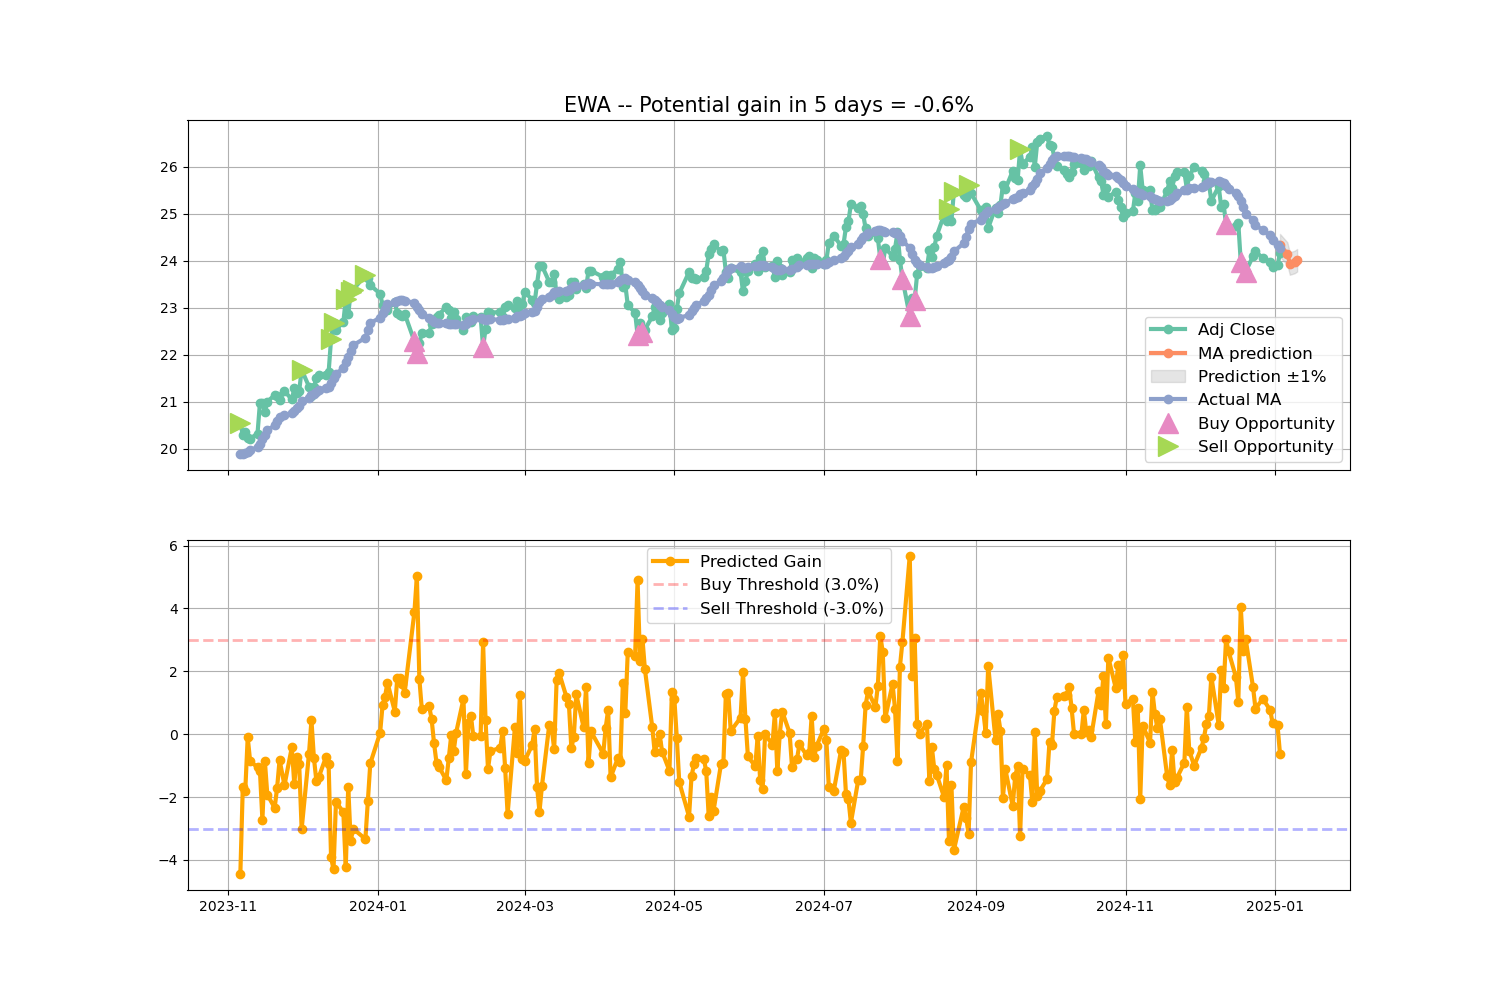 EWA -- Potential gain in 5 days = -0.6%
26
25
24
23
22
21
20
Adj Close
MA prediction
Prediction ±1%
Actual MA
Buy Opportunity
Sell Opportunity
6
4
2
0
−2
−4
Predicted Gain
Buy Threshold (3.0%)
Sell Threshold (-3.0%)
2023-11 2024-01 2024-03 2024-05 2024-07 2024-09 2024-11 2025-01